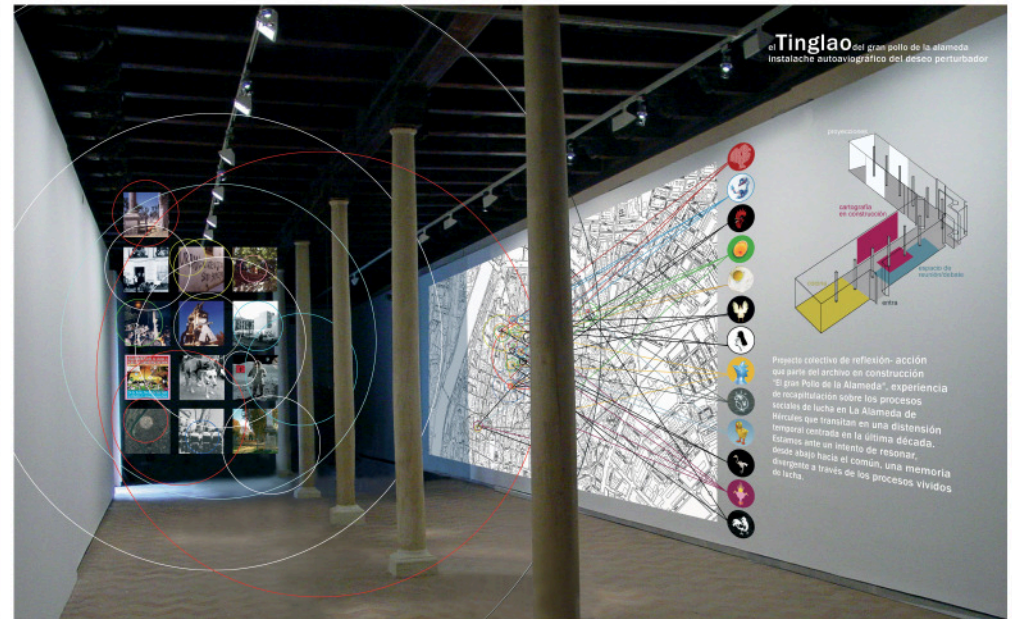 el Tinglao del gran pollo de la alameda
instalache autoaviográfico del deseo perturbador
proyecciones
cartografía
en construcción
espacio de
reunión/debate
entra
Proyecto colectivo de reflexión- acción
que parte del archivo en construcción
"El gran Pollo de la Alameda", experiencia
de recapitulación sobre los procesos
sociales de lucha en La Alameda de
Hércules que transitan en una distensión
temporal centrada en la última década.
Estamos ante un intento de resonar,
desde abajo hacia el común, una memoria
divergente a través de los procesos vividos
de lucha.